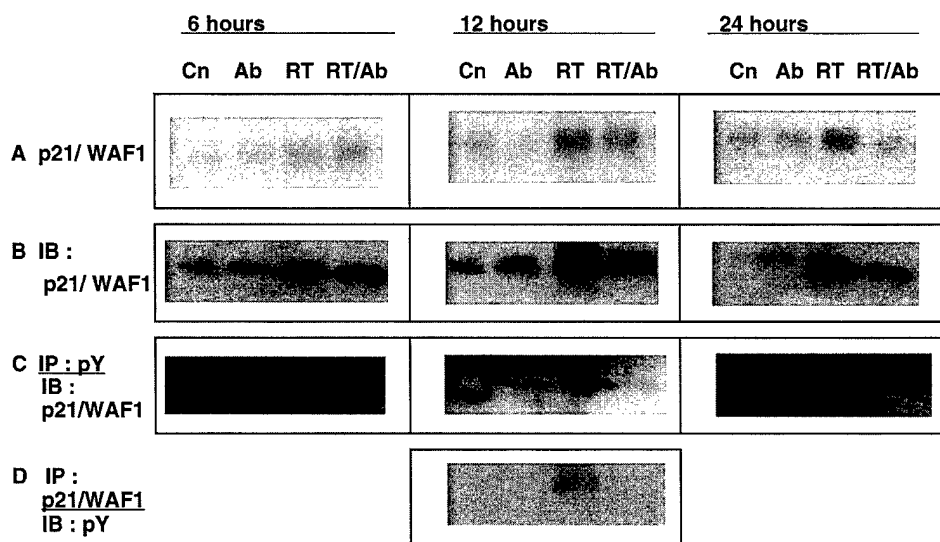 6 hours 12 hours 24 hours
Cn Ab RT RT/Ab Cn Ab RT RT/Ab Cn Ab RT RT/Ab
A p21/ WAF1
B IB :
p21/ WAF1
C IP : pY
IB :
p21/WAF1
D IP :
p21/WAF1
IB : pY